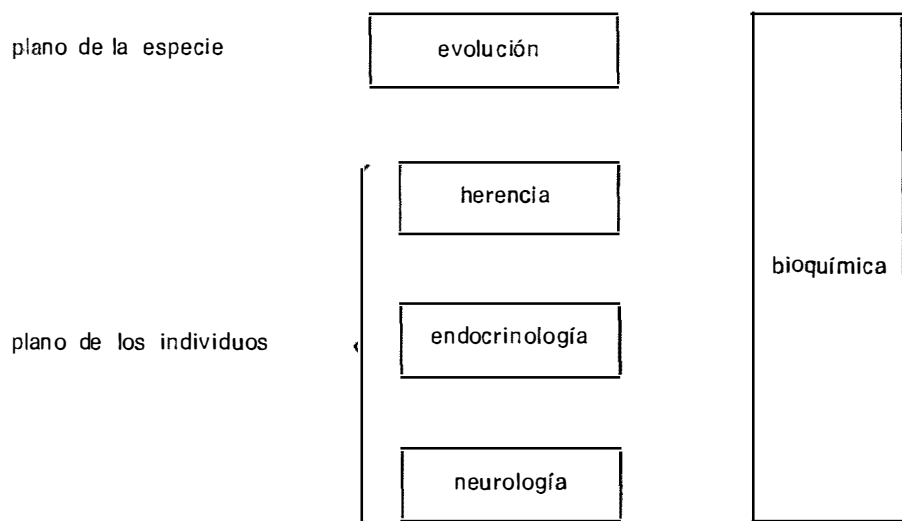 plano de la especie
evolución
herencia
bioquímica
plano de los individuos
endocrinología
neurología